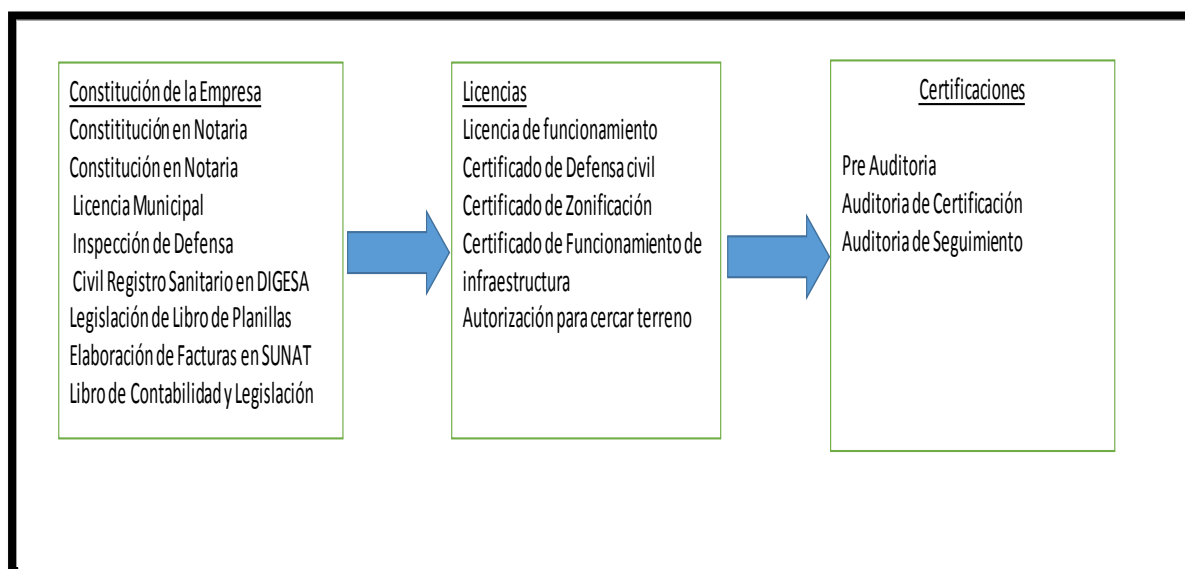 Constitución de la Empresa
Constititución en Notaria
Constitución en Notaria
Licencia Municipal
Inspección de Defensa
Civil Registro Sanitario en DIGESA
Legislación de Libro de Planillas
Elaboración de Facturas en SUNAT
Libro de Contabilidad y Legislación
Licencias
Licencia de funcionamiento
Certificado de Defensa civil
Certificado de Zonificación
Certificado de Funcionamiento de
infraestructura
Autorización para cercar terreno
Certificaciones
Pre Auditoria
Auditoria de Certificación
Auditoria de Seguimiento